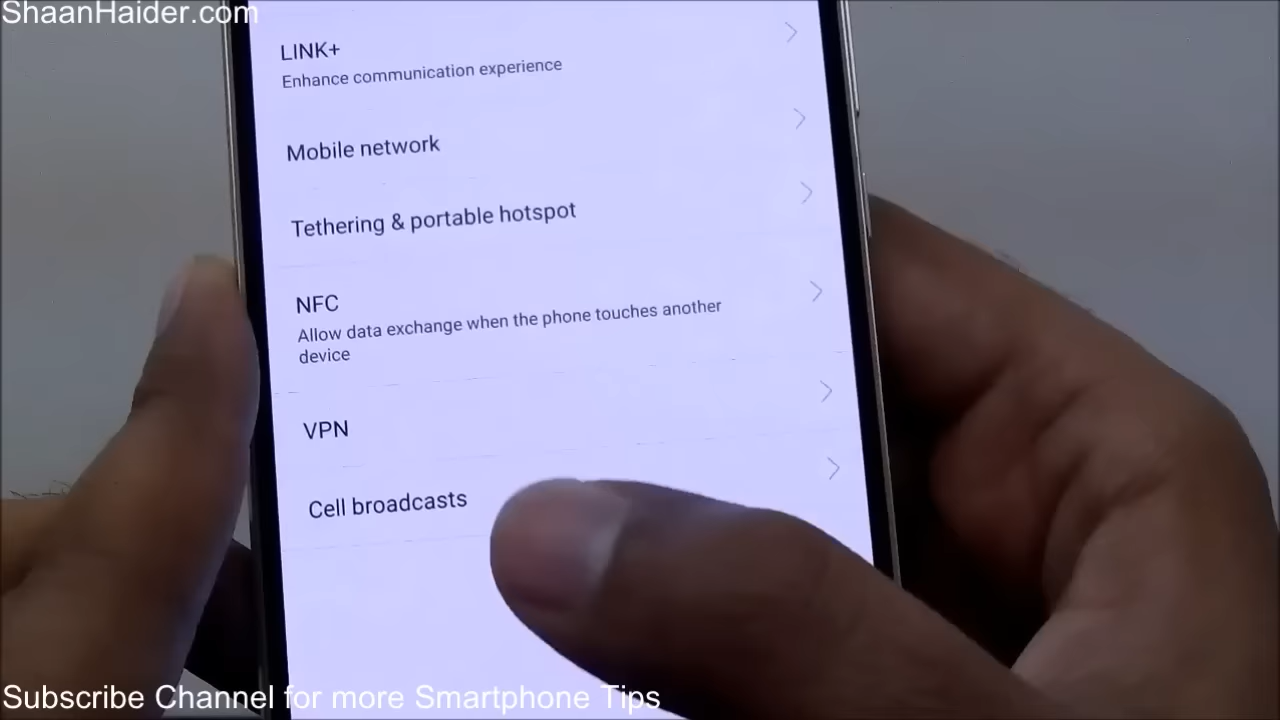 ShaanHaider.com
LINK+
Enhance communication experience
Mobile network
Tethering & portable hotspot
NFC
Allow data exchange when the phone touches another
device
VPN
Cell broadcasts
Subscribe Channel for more Smartphone Tips